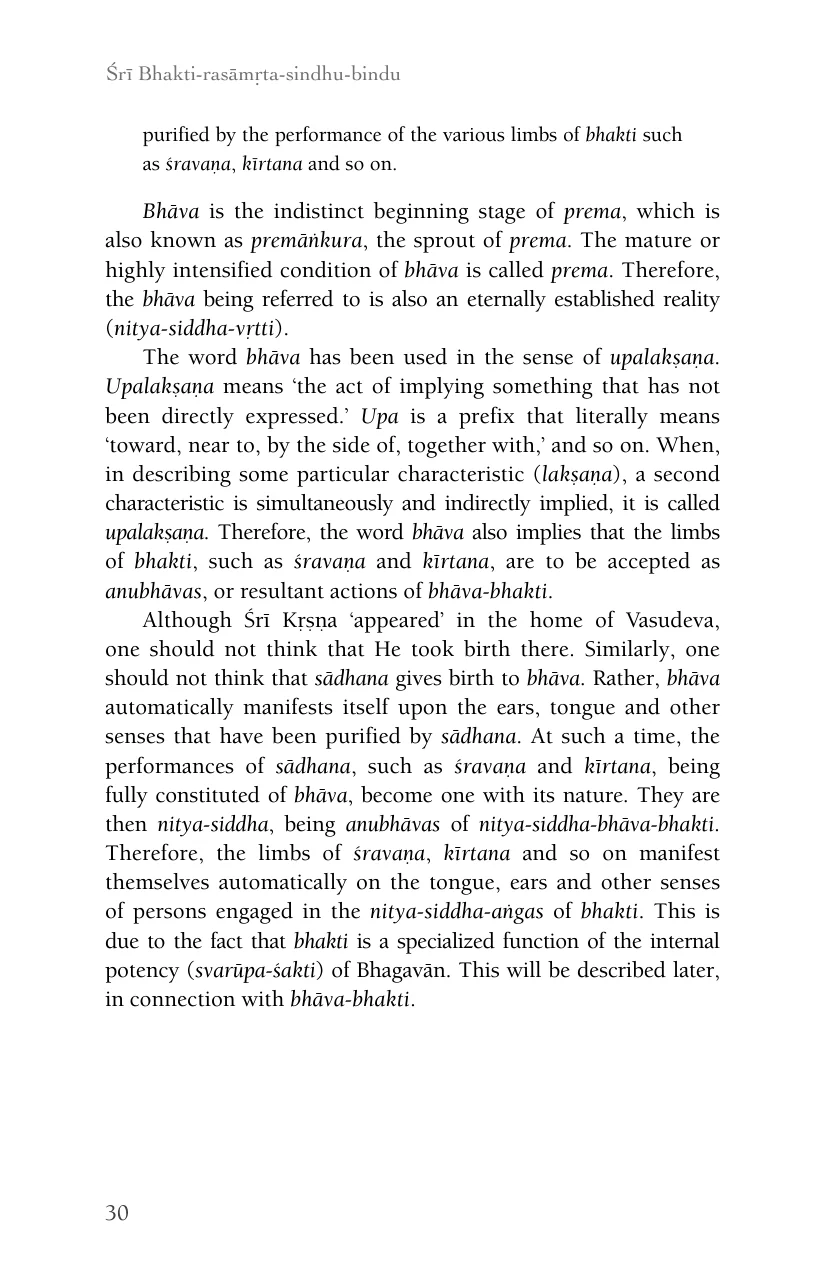 Śrī Bhakti-rasāmṛta-sindhu-bindu
purified by the performance of the various limbs of bhakti such
as śravaṇa, kīrtana and so on.
Bhāva is the indistinct beginning stage of prema, which is
also known as premāṅkura, the sprout of prema. The mature or
highly intensified condition of bhāva is called prema. Therefore,
the bhāva being referred to is also an eternally established reality
(nitya-siddha-vṛtti).
The word bhāva has been used in the sense of upalakṣaṇa.
Upalakṣaṇa means ‘the act of implying something that has not
been directly expressed.’ Upa is a prefix that literally means
‘toward, near to, by the side of, together with,’ and so on. When,
in describing some particular characteristic (lakṣaṇa), a second
characteristic is simultaneously and indirectly implied, it is called
upalakṣaṇa. Therefore, the word bhāva also implies that the limbs
of bhakti, such as śravaṇa and kīrtana, are to be accepted as
anubhāvas, or resultant actions of bhāva-bhakti.
Although Śrī Kṛṣṇa ‘appeared’ in the home of Vasudeva,
one should not think that He took birth there. Similarly, one
should not think that sādhana gives birth to bhāva. Rather, bhāva
automatically manifests itself upon the ears, tongue and other
senses that have been purified by sādhana. At such a time, the
performances of sādhana, such as śravaṇa and kīrtana, being
fully constituted of bhāva, become one with its nature. They are
then nitya-siddha, being anubhāvas of nitya-siddha-bhāva-bhakti.
Therefore, the limbs of śravaṇa, kīrtana and so on manifest
themselves automatically on the tongue, ears and other senses
of persons engaged in the nitya-siddha-aṅgas of bhakti. This is
due to the fact that bhakti is a specialized function of the internal
potency (svarūpa-śakti) of Bhagavān. This will be described later,
in connection with bhāva-bhakti.
30